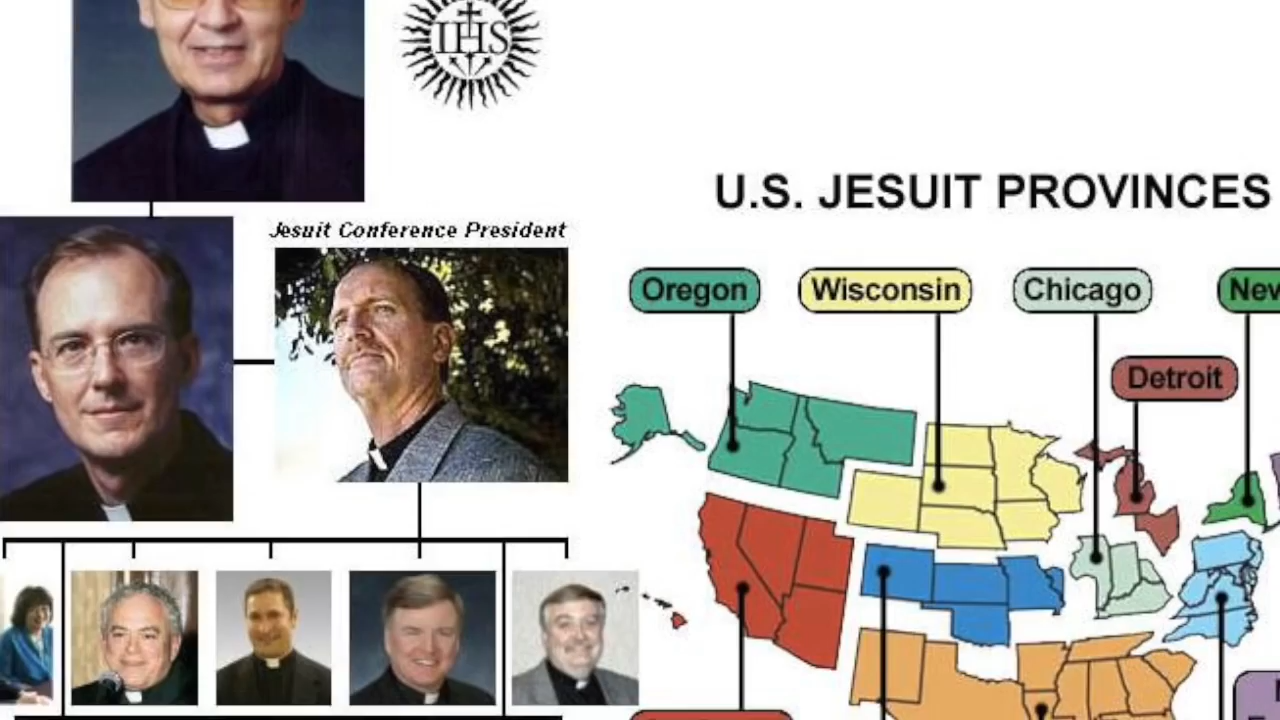 IHS
U.S. JESUIT PROVINCES
Jesuit Conference President
Oregon
Wisconsin
Chicago
Detroit